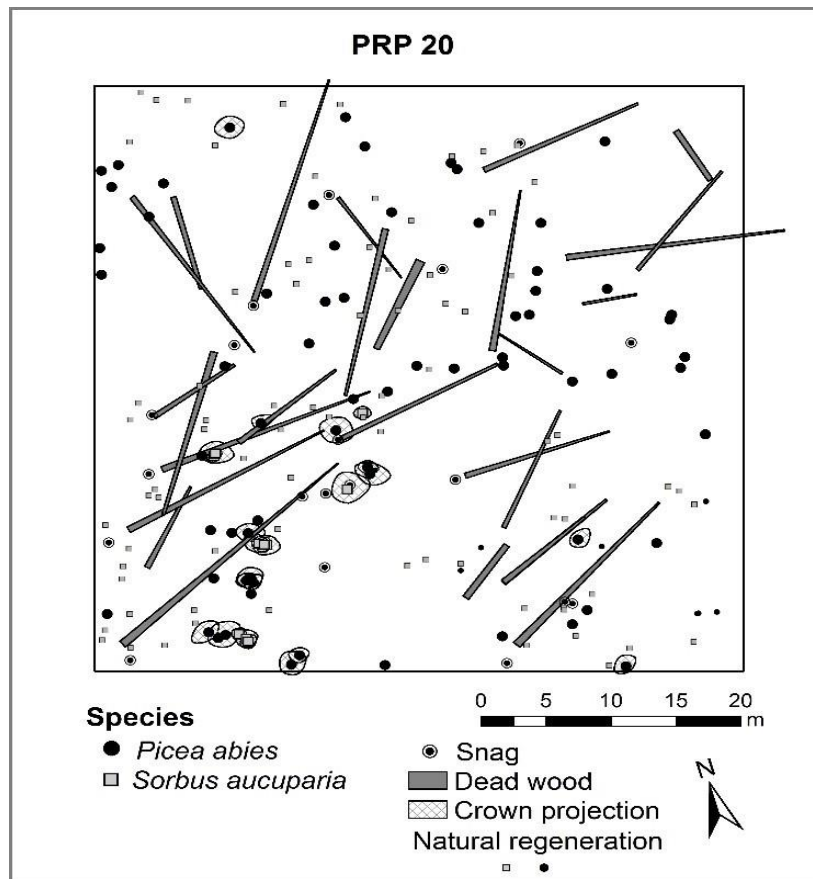 PRP 20
Species
Picea abies
Sorbus aucuparia
0 5 10 15 20
m
Snag
Dead wood
Crown projection
Natural regeneration
N